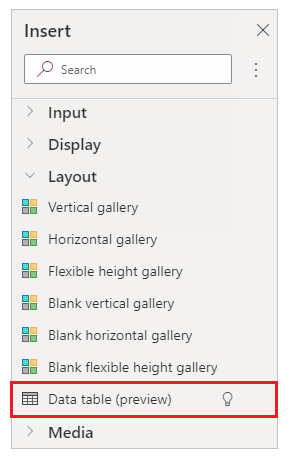 Insert
Search
Input
Display
Layout
Vertical gallery
Horizontal gallery
Flexible height gallery
Blank vertical gallery
Blank horizontal gallery
Blank flexible height gallery
Data table (preview)
Media